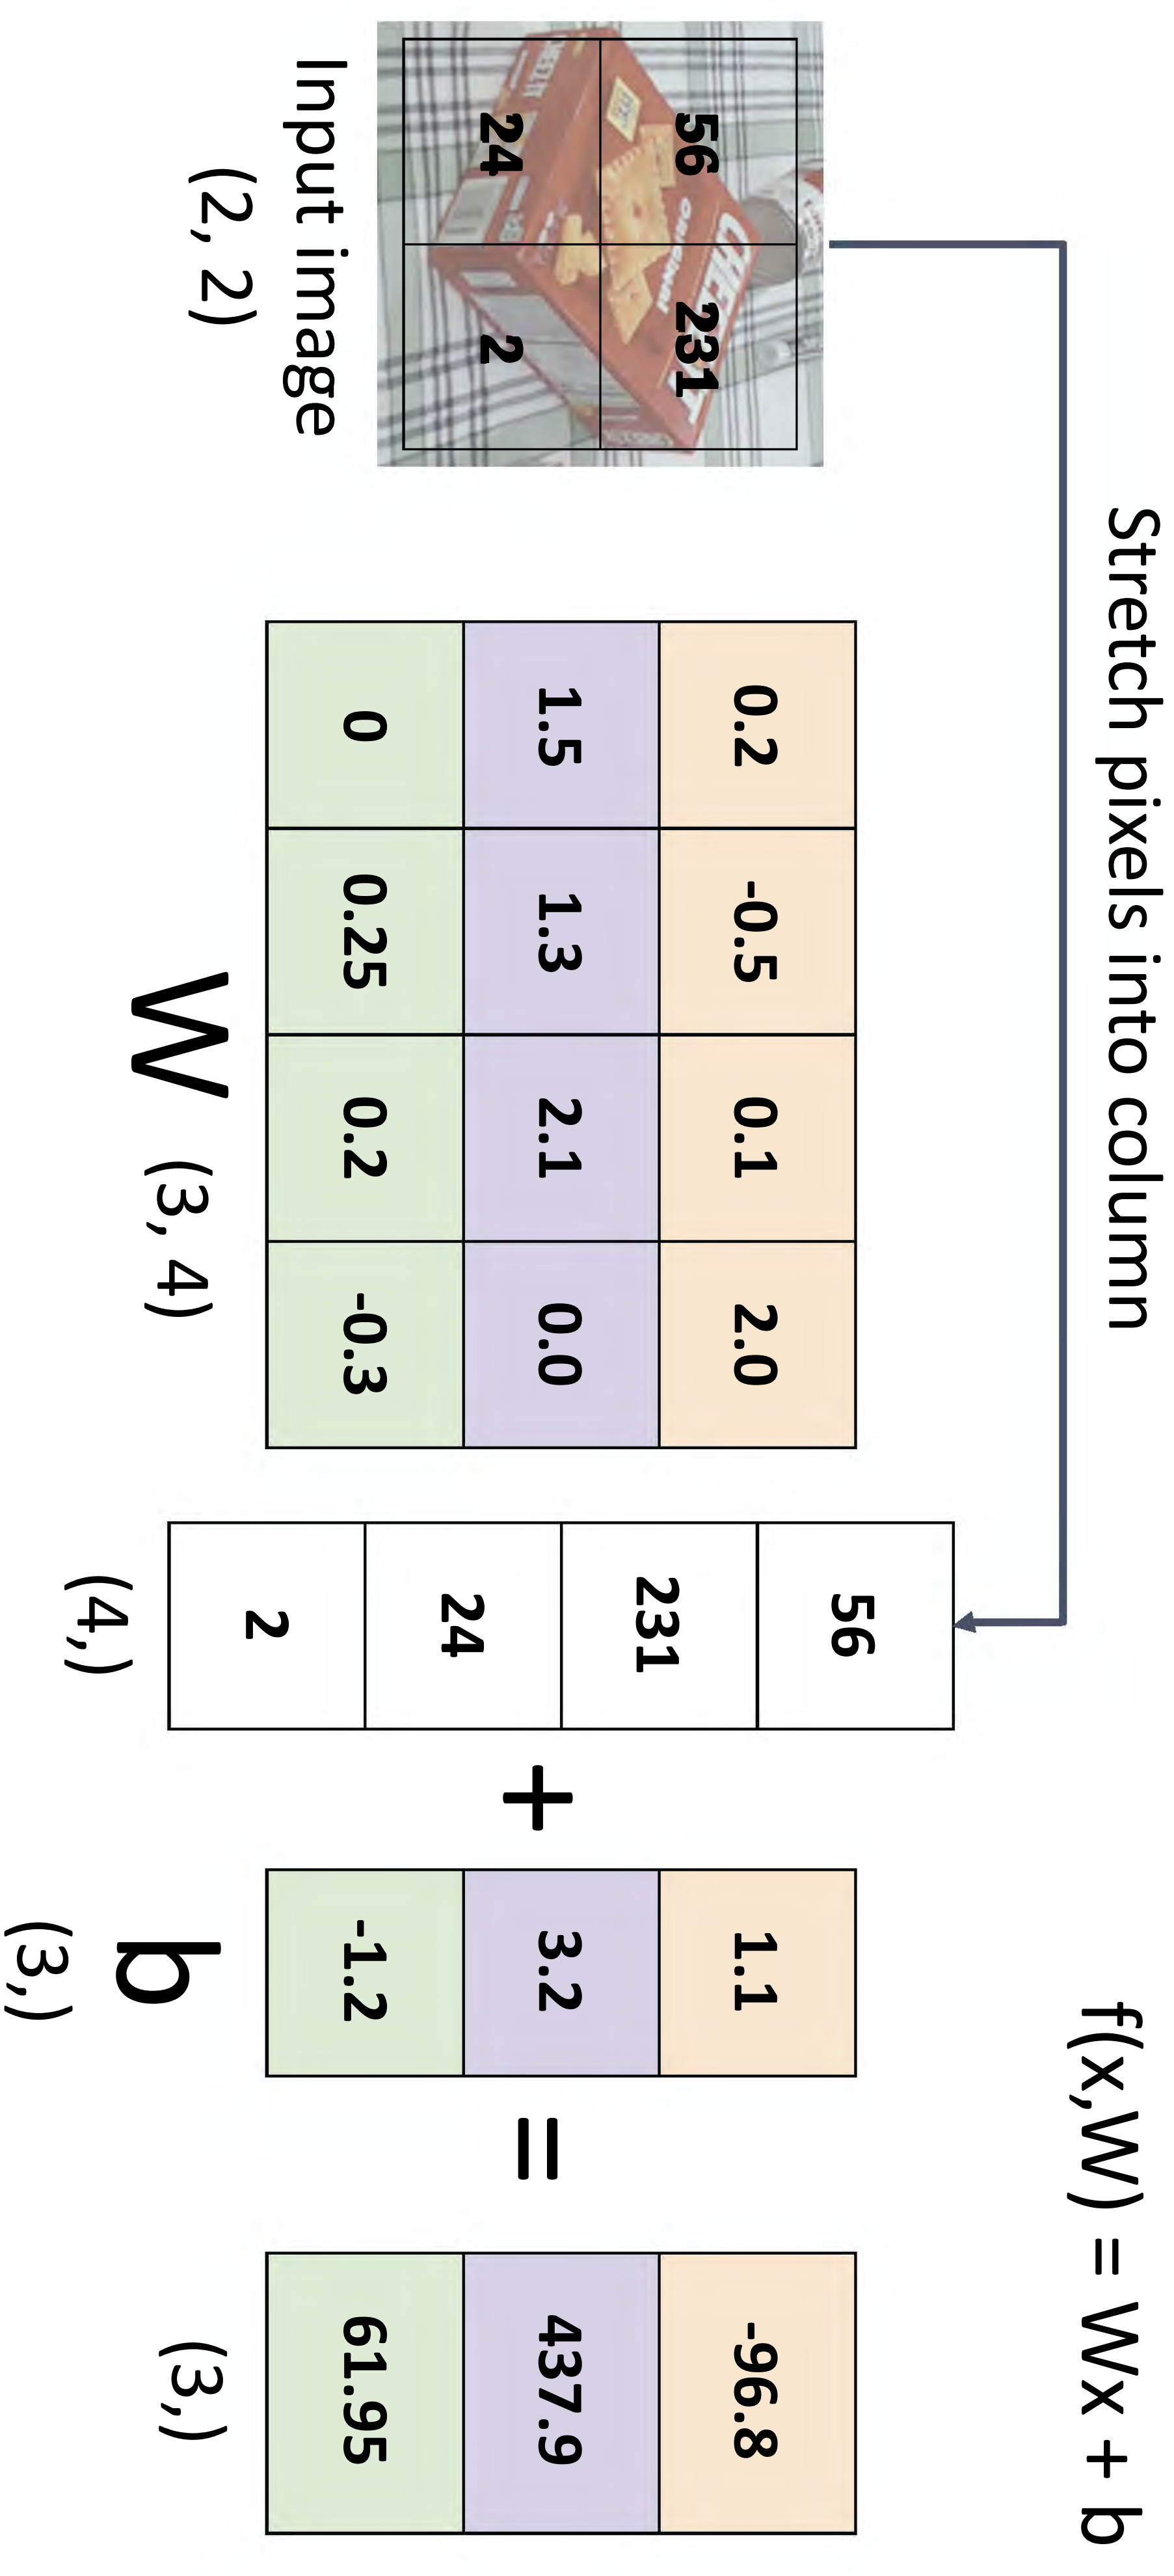 Stretch pixels into column
f(x,W) = Wx + b
56 231
24 2
CHEEZ-IT
ORIGINAL
Input image
(2, 2)
0.2 -0.5 0.1 2.0
1.5 1.3 2.1 0.0
0 0.25 0.2 -0.3
W (3, 4)
56
231
24
2
(4,)
+
1.1
3.2
-1.2
b
(3,)
=
-96.8
437.9
61.95
(3,)